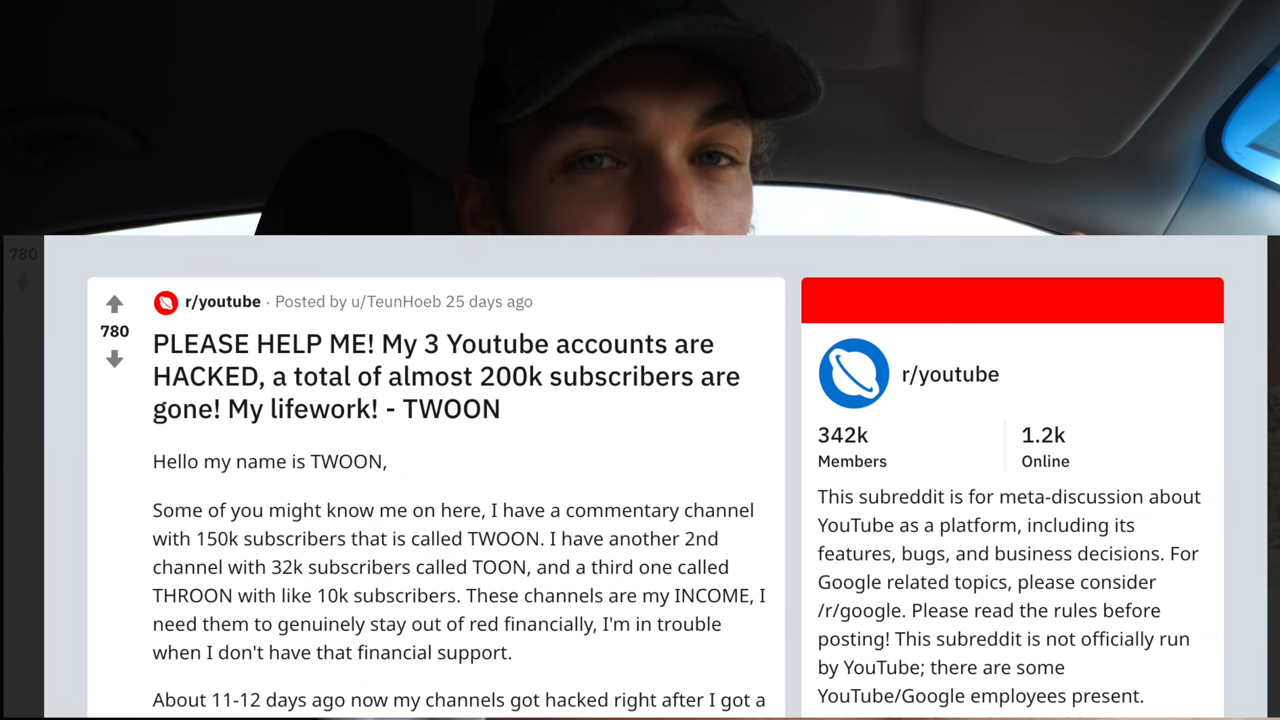 780
r/youtube · Posted by u/TeunHoeb 25 days ago
780
PLEASE HELP ME! My 3 Youtube accounts are
HACKED, a total of almost 200k subscribers are
gone! My lifework! - TWOON
Hello my name is TWOON,
Some of you might know me on here, I have a commentary channel
with 150k subscribers that is called TWOON. I have another 2nd
channel with 32k subscribers called TOON, and a third one called
THROON with like 10k subscribers. These channels are my INCOME, I
need them to genuinely stay out of red financially, I'm in trouble
when I don't have that financial support.
About 11-12 days ago now my channels got hacked right after I got a
r/youtube
342k
1.2k
Members
Online
This subreddit is for meta-discussion about
YouTube as a platform, including its
features, bugs, and business decisions. For
Google related topics, please consider
/r/google. Please read the rules before
posting! This subreddit is not officially run
by YouTube; there are some
YouTube/Google employees present.